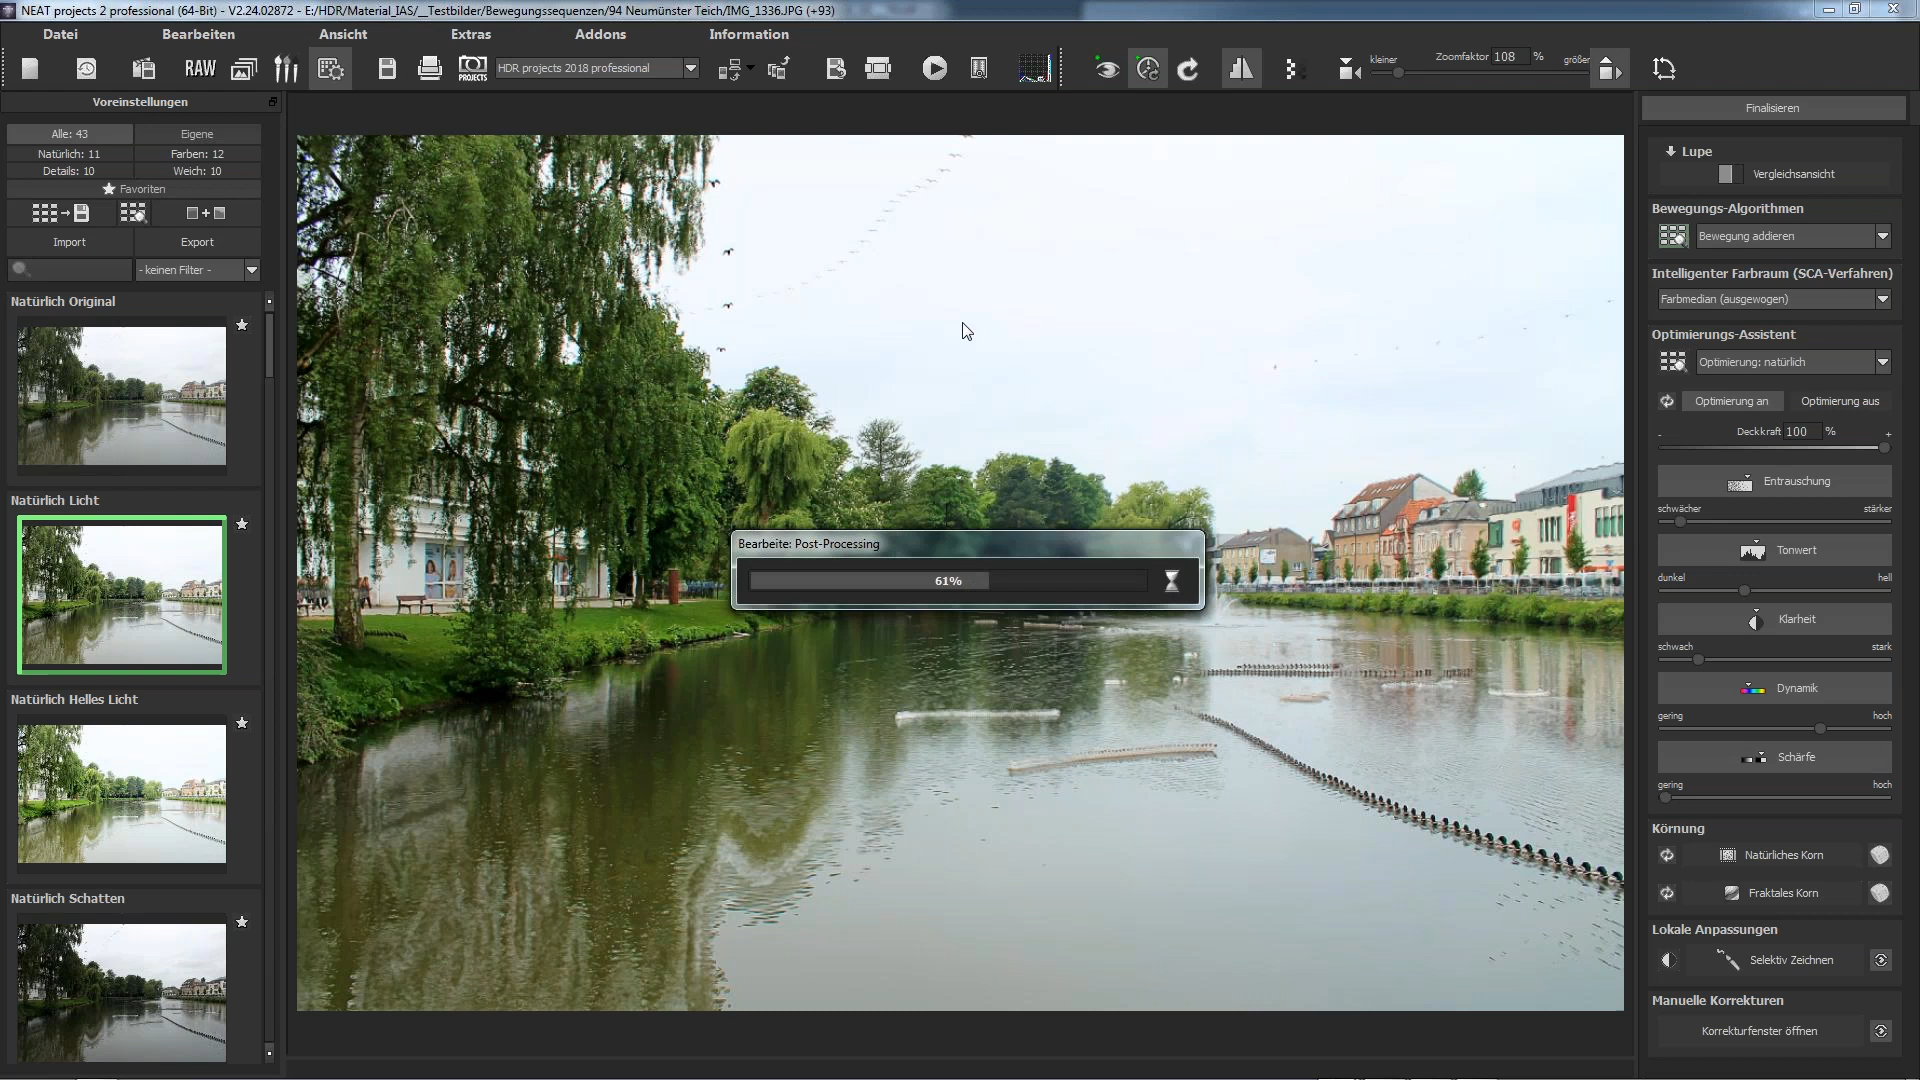 NEAT projects 2 professional (64-Bit) - V2.24.02872 - E:/HDR/Material_IAS/__Testbilder/Bewegungssequenzen/94 Neumünster Teich/IMG_1336.JPG (+93)
Datei Bearbeiten Ansicht Extras Addons Information
RAW PROJECTS HDR projects 2018 professional kleiner Zoomfaktor 108 % größer
Voreinstellungen
Alle: 43 Eigene
Natürlich: 11 Farben: 12
Details: 10 Weich: 10
Favoriten
Import Export
- keinen Filter -
Natürlich Original
Natürlich Licht
Natürlich Helles Licht
Natürlich Schatten
Bearbeite: Post-Processing
61%
Finalisieren
Lupe
Vergleichsansicht
Bewegungs-Algorithmen
Bewegung addieren
Intelligenter Farbraum (SCA-Verfahren)
Farbmedian (ausgewogen)
Optimierungs-Assistent
Optimierung: natürlich
Optimierung an Optimierung aus
- Deckkraft 100 % +
Entrauschung
schwächer stärker
Tonwert
dunkel hell
Klarheit
schwach stark
Dynamik
gering hoch
Schärfe
gering hoch
Körnung
Natürliches Korn
Fraktales Korn
Lokale Anpassungen
Selektiv Zeichnen
Manuelle Korrekturen
Korrekturfenster öffnen